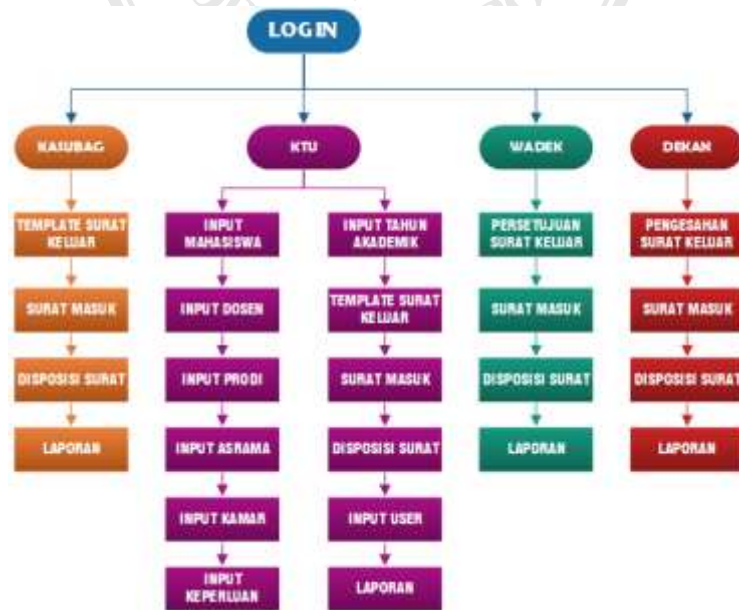 LOGIN
KASUBAG
KTU
WADEK
DEKAN
TEMPLATE SURAT
KELUAR
SURAT MASUK
DISPOSISI SURAT
LAPORAN
INPUT
MAHASISWA
INPUT DOSEN
INPUT PRODI
INPUT ASRAMA
INPUT KAMAR
INPUT
KEPERLUAN
INPUT TAHUN
AKADEMIK
TEMPLATE SURAT
KELUAR
SURAT MASUK
DISPOSISI SURAT
INPUT USER
LAPORAN
PERSETUJUAN
SURAT KELUAR
SURAT MASUK
DISPOSISI SURAT
LAPORAN
PENGESAHAN
SURAT KELUAR
SURAT MASUK
DISPOSISI SURAT
LAPORAN